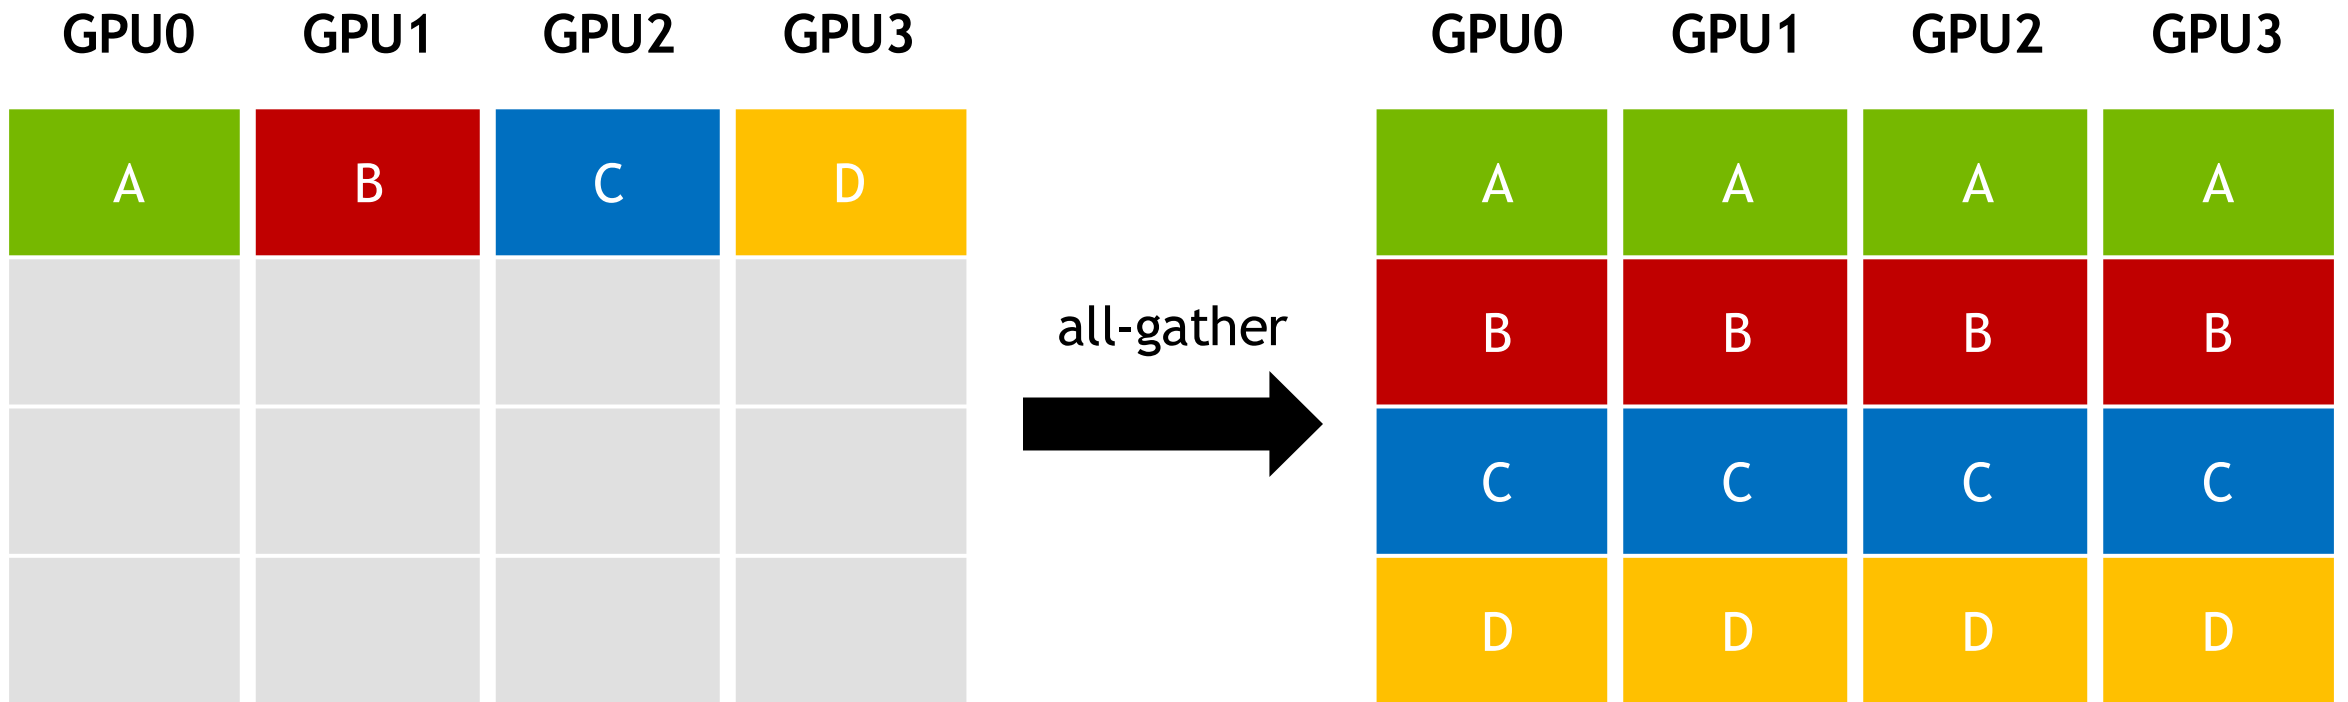 GPU0 GPU1 GPU2 GPU3 GPU0 GPU1 GPU2 GPU3
A B C D A A A A
B B B B
all-gather
C C C C
D D D D